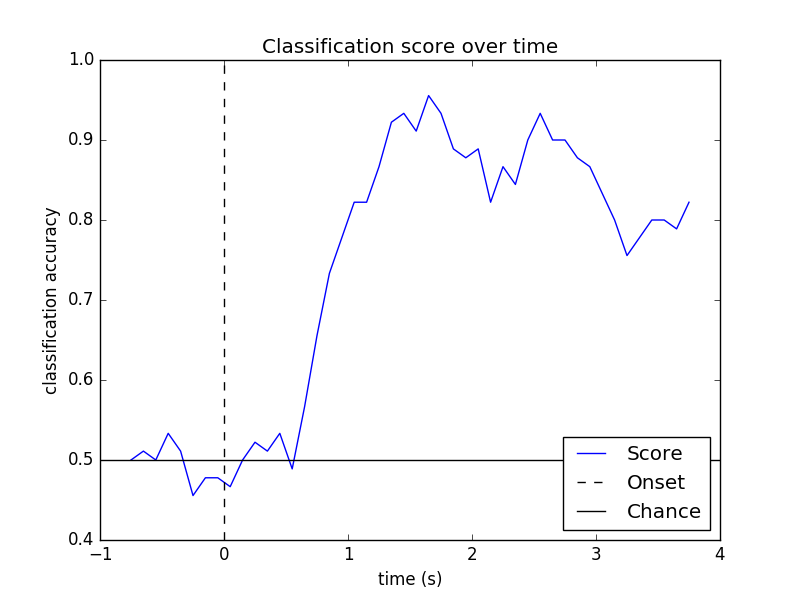 Classification score over time
1.0
0.9
0.8
0.7
0.6
0.5
0.4
classification accuracy
Score
Onset
Chance
−1
0
1
2
3
4
time (s)